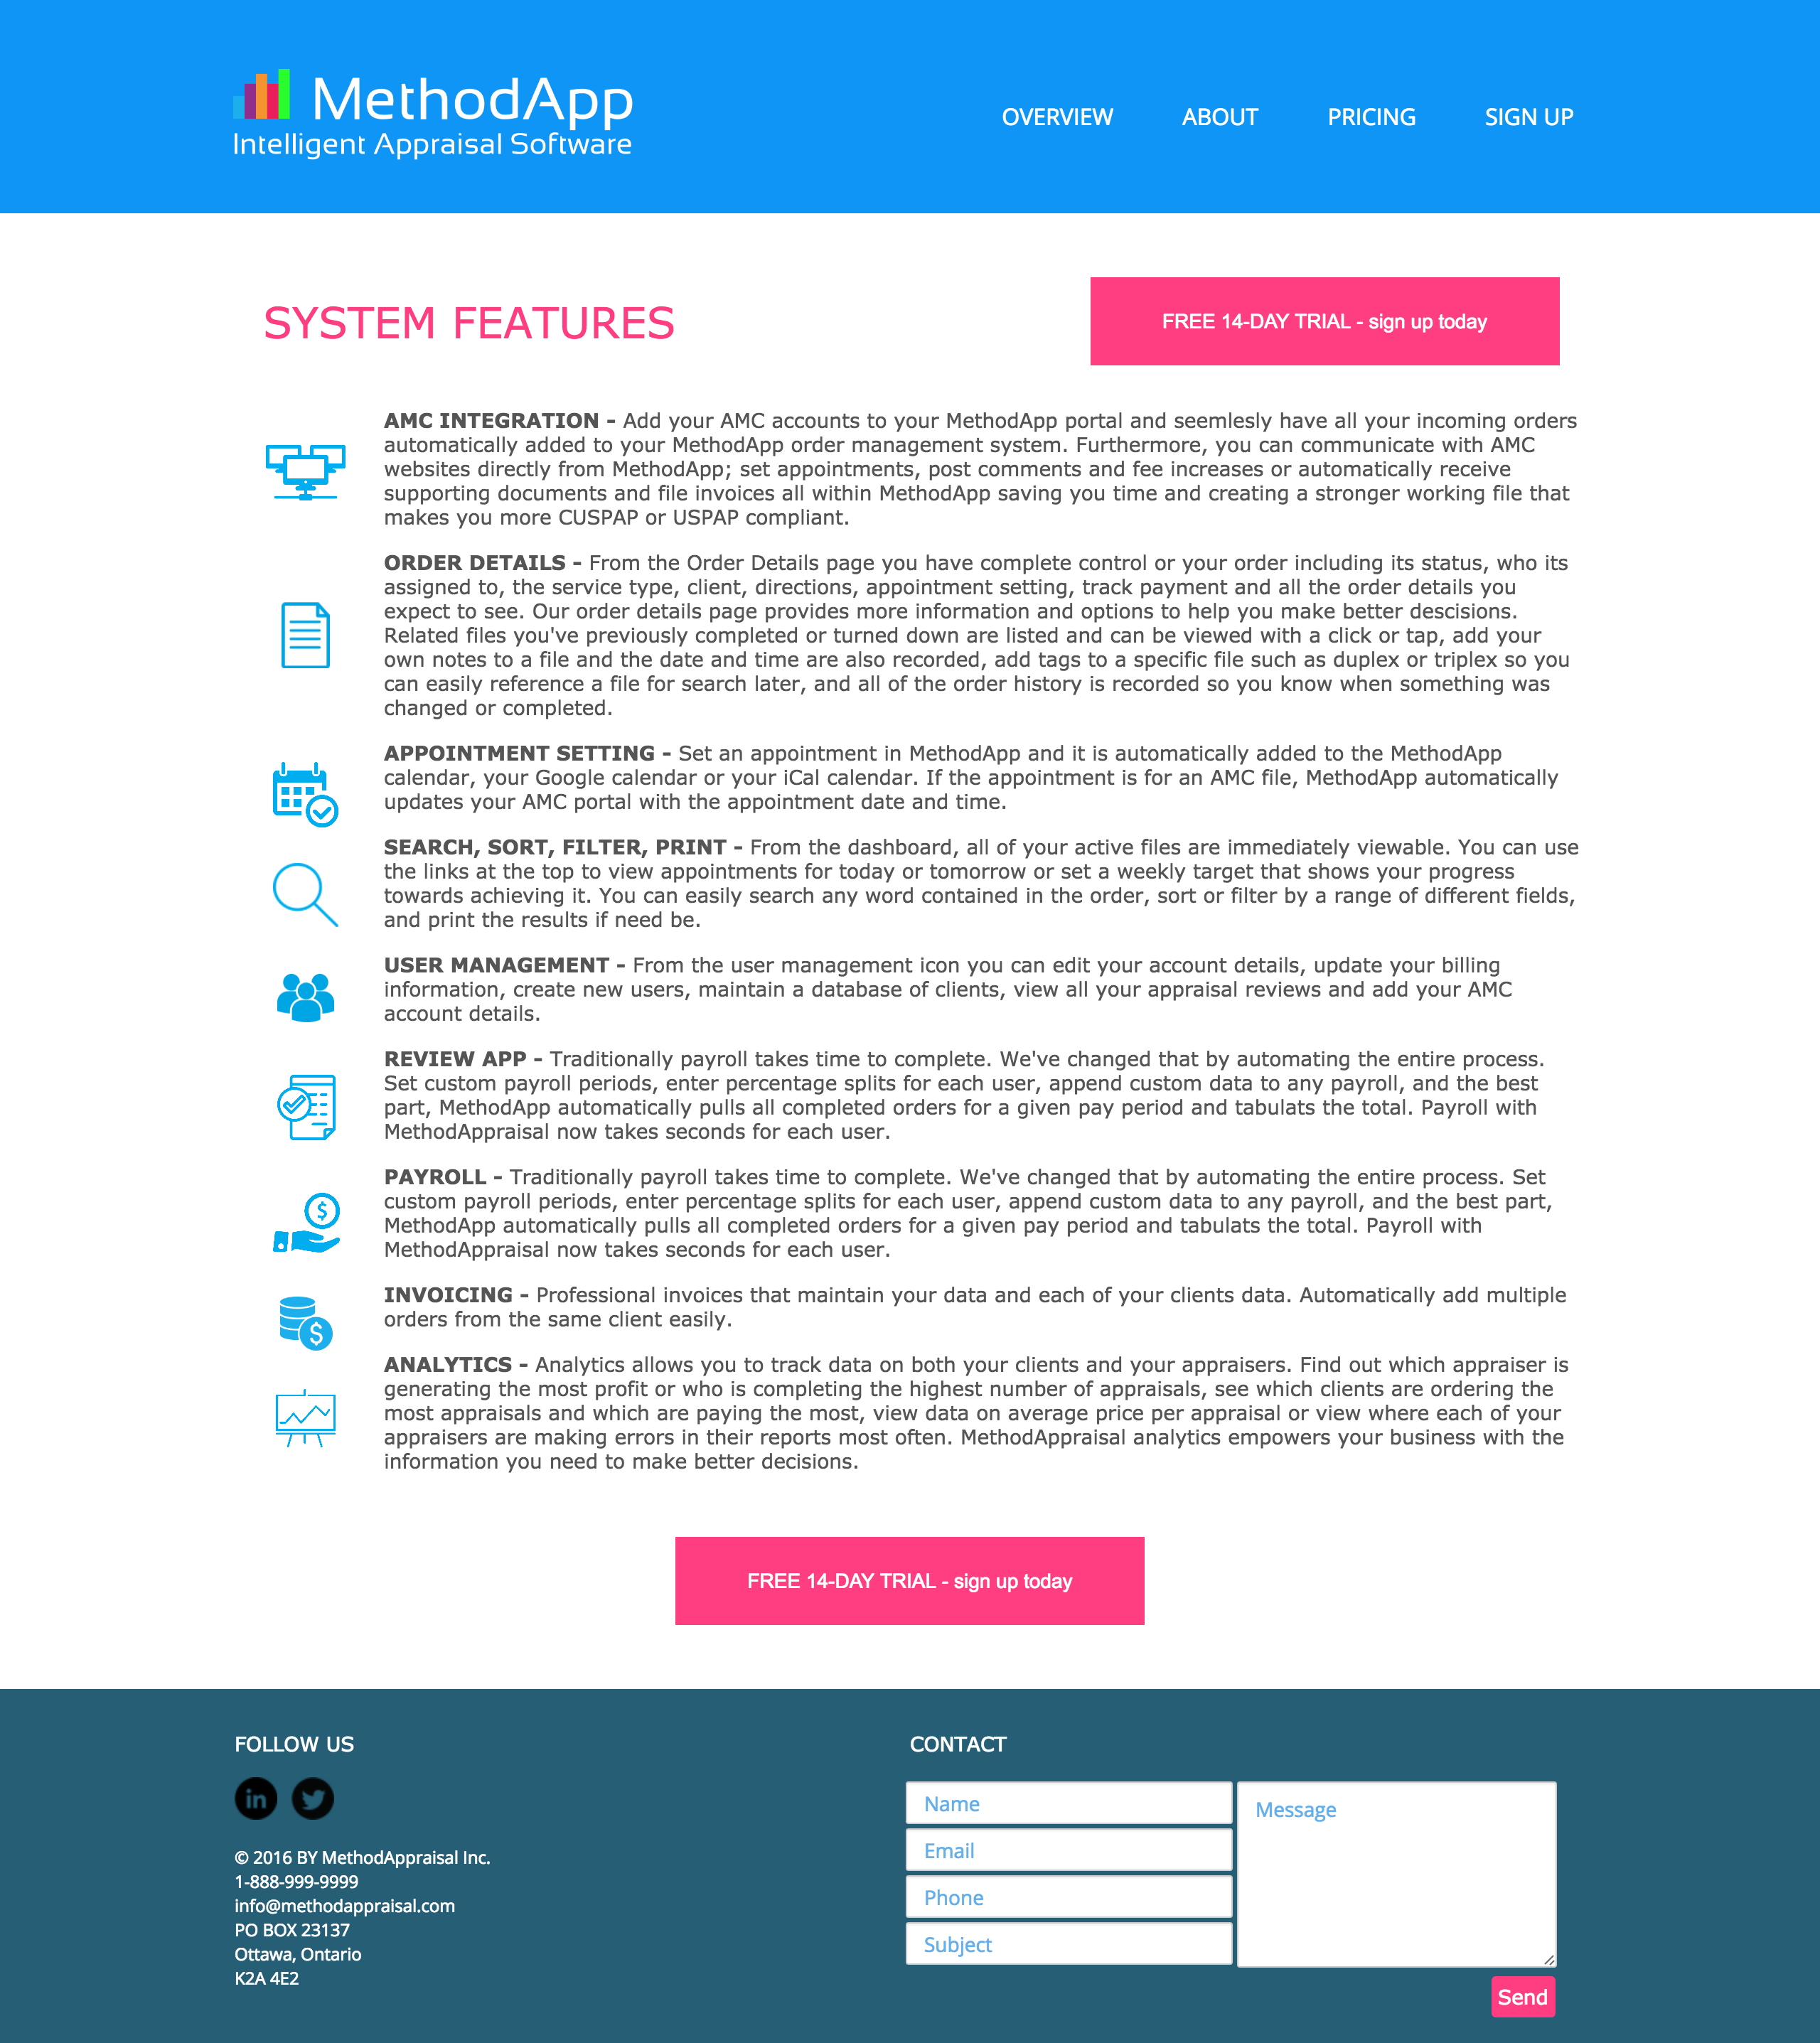 MethodApp
Intelligent Appraisal Software
OVERVIEW ABOUT PRICING SIGN UP
SYSTEM FEATURES
FREE 14-DAY TRIAL - sign up today
AMC INTEGRATION - Add your AMC accounts to your MethodApp portal and seemlesly have all your incoming orders
automatically added to your MethodApp order management system. Furthermore, you can communicate with AMC
websites directly from MethodApp; set appointments, post comments and fee increases or automatically receive
supporting documents and file invoices all within MethodApp saving you time and creating a stronger working file that
makes you more CUSPAP or USPAP compliant.
ORDER DETAILS - From the Order Details page you have complete control or your order including its status, who its
assigned to, the service type, client, directions, appointment setting, track payment and all the order details you
expect to see. Our order details page provides more information and options to help you make better descisions.
Related files you've previously completed or turned down are listed and can be viewed with a click or tap, add your
own notes to a file and the date and time are also recorded, add tags to a specific file such as duplex or triplex so you
can easily reference a file for search later, and all of the order history is recorded so you know when something was
changed or completed.
APPOINTMENT SETTING - Set an appointment in MethodApp and it is automatically added to the MethodApp
calendar, your Google calendar or your iCal calendar. If the appointment is for an AMC file, MethodApp automatically
updates your AMC portal with the appointment date and time.
SEARCH, SORT, FILTER, PRINT - From the dashboard, all of your active files are immediately viewable. You can use
the links at the top to view appointments for today or tomorrow or set a weekly target that shows your progress
towards achieving it. You can easily search any word contained in the order, sort or filter by a range of different fields,
and print the results if need be.
USER MANAGEMENT - From the user management icon you can edit your account details, update your billing
information, create new users, maintain a database of clients, view all your appraisal reviews and add your AMC
account details.
REVIEW APP - Traditionally payroll takes time to complete. We've changed that by automating the entire process.
Set custom payroll periods, enter percentage splits for each user, append custom data to any payroll, and the best
part, MethodApp automatically pulls all completed orders for a given pay period and tabulats the total. Payroll with
MethodAppraisal now takes seconds for each user.
PAYROLL - Traditionally payroll takes time to complete. We've changed that by automating the entire process. Set
custom payroll periods, enter percentage splits for each user, append custom data to any payroll, and the best part,
MethodApp automatically pulls all completed orders for a given pay period and tabulats the total. Payroll with
MethodAppraisal now takes seconds for each user.
INVOICING - Professional invoices that maintain your data and each of your clients data. Automatically add multiple
orders from the same client easily.
ANALYTICS - Analytics allows you to track data on both your clients and your appraisers. Find out which appraiser is
generating the most profit or who is completing the highest number of appraisals, see which clients are ordering the
most appraisals and which are paying the most, view data on average price per appraisal or view where each of your
appraisers are making errors in their reports most often. MethodAppraisal analytics empowers your business with the
information you need to make better decisions.
FREE 14-DAY TRIAL - sign up today
FOLLOW US
in
© 2016 BY MethodAppraisal Inc.
1-888-999-9999
info@methodappraisal.com
PO BOX 23137
Ottawa, Ontario
K2A 4E2
CONTACT
Name
Email
Phone
Subject
Message
Send